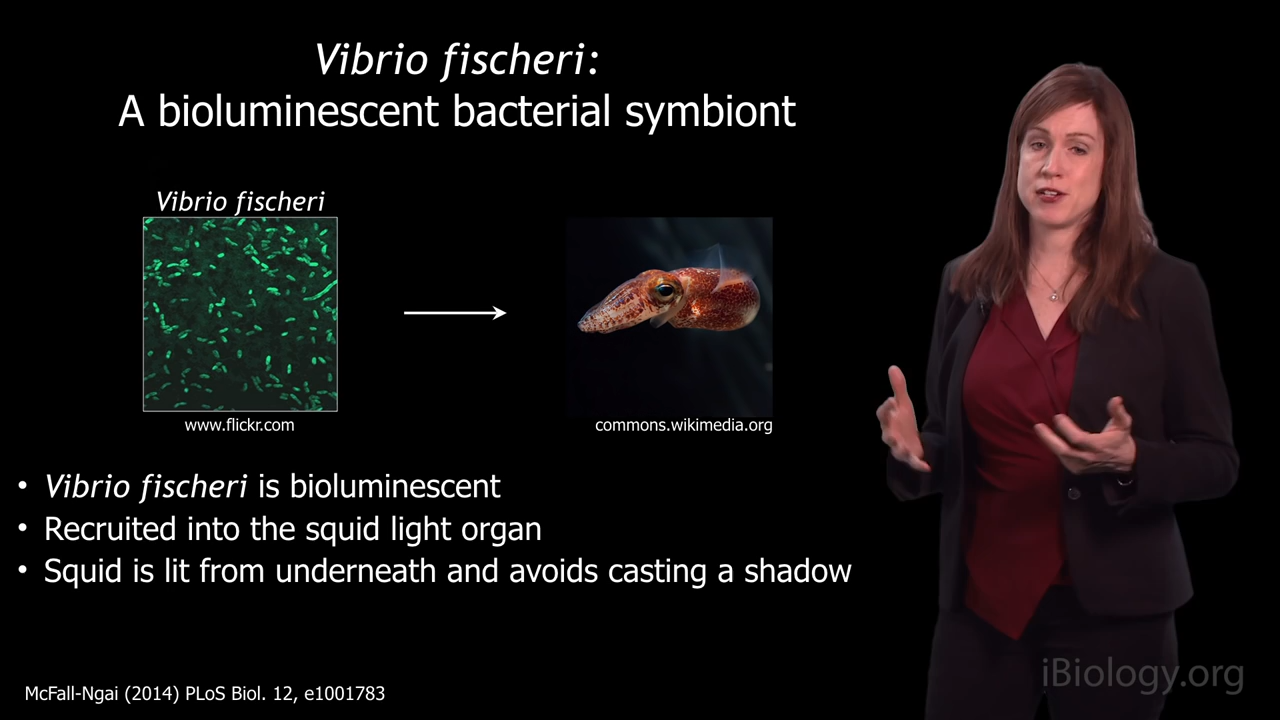 Vibrio fischeri:
A bioluminescent bacterial symbiont
Vibrio fischeri
www.flickr.com
commons.wikimedia.org
• Vibrio fischeri is bioluminescent
• Recruited into the squid light organ
• Squid is lit from underneath and avoids casting a shadow
McFall-Ngai (2014) PLoS Biol. 12, e1001783
iBiology.org